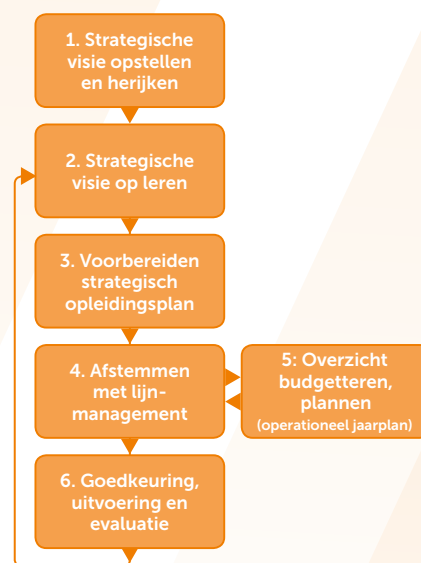 1. Strategische
visie opstellen
en herijken
2. Strategische
visie op leren
3. Voorbereiden
strategisch
opleidingsplan
4. Afstemmen
met lijn-
management
5: Overzicht
budgetteren,
plannen
(operationeel jaarplan)
6. Goedkeuring,
uitvoering en
evaluatie